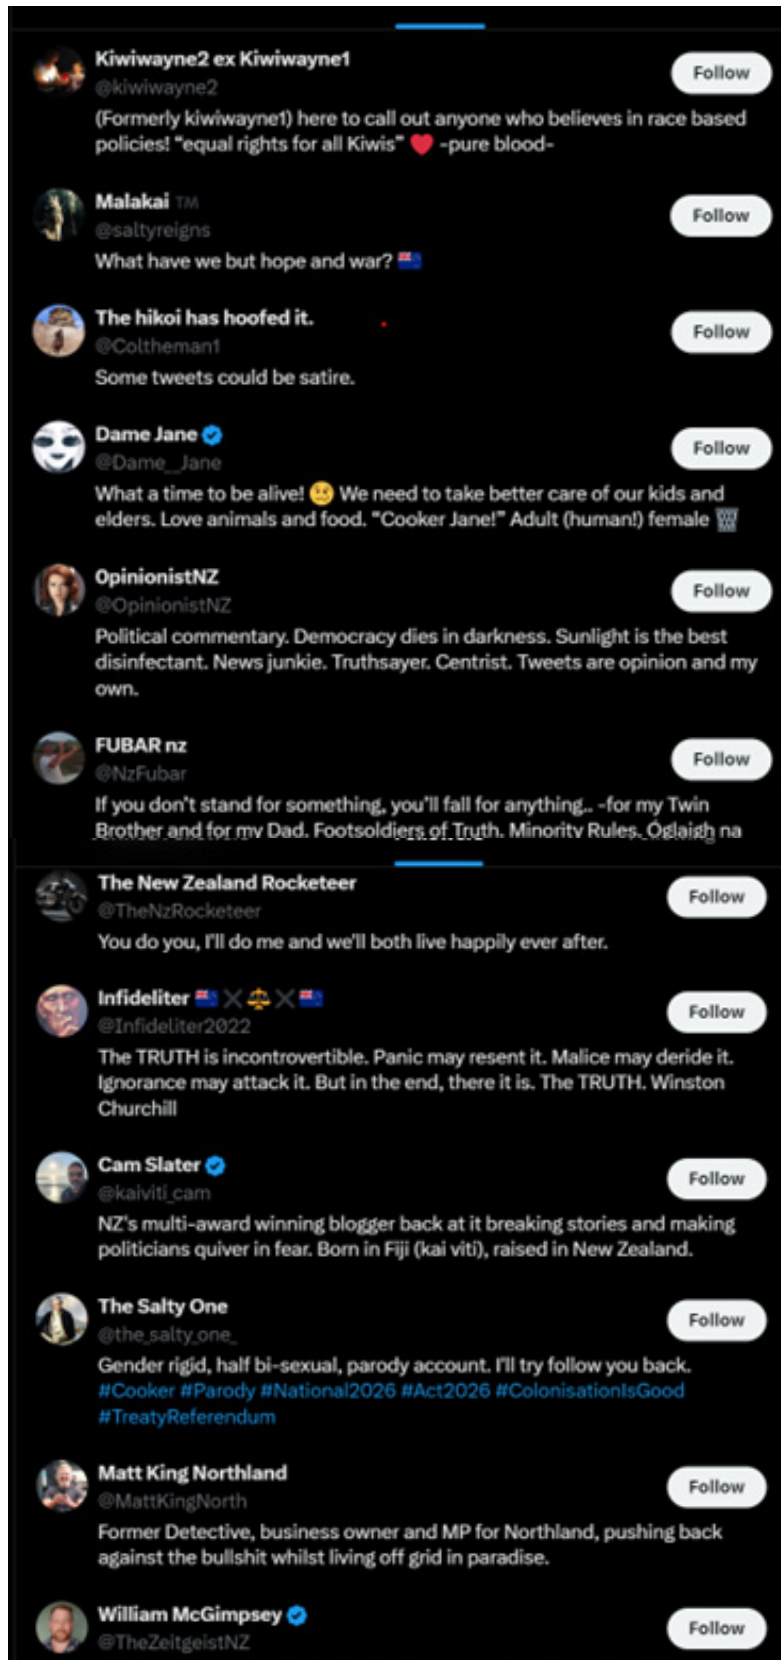 Kiwiwayne2 ex Kiwiwayne1
Follow
@kiwiwayne2
(Formerly kiwiwayne1) here to call out anyone who believes in race based
policies! “equal rights for all Kiwis” ❤️ -pure blood-
Malakai ™
Follow
@saltyreigns
What have we but hope and war? 🇳🇿
The hikoi has hoofed it.
Follow
@Coltheman1
Some tweets could be satire.
Dame Jane
Follow
@Dame__Jane
What a time to be alive! 🥴 We need to take better care of our kids and
elders. Love animals and food. “Cooker Jane!” Adult (human!) female 🗑️
OpinionistNZ
Follow
@OpinionistNZ
Political commentary. Democracy dies in darkness. Sunlight is the best
disinfectant. News junkie. Truthsayer. Centrist. Tweets are opinion and my
own.
FUBAR nz
Follow
@NzFubar
If you don’t stand for something, you’ll fall for anything.. -for my Twin
Brother and for my Dad. Footsoldiers of Truth. Minority Rules. Óglaigh na
The New Zealand Rocketeer
Follow
@TheNzRocketeer
You do you, I’ll do me and we’ll both live happily ever after.
Infideliter 🇳🇿✖️⚖️✖️🇳🇿
Follow
@Infideliter2022
The TRUTH is incontrovertible. Panic may resent it. Malice may deride it.
Ignorance may attack it. But in the end, there it is. The TRUTH. Winston
Churchill
Cam Slater
Follow
@kaiviti_cam
NZ’s multi-award winning blogger back at it breaking stories and making
politicians quiver in fear. Born in Fiji (kai viti), raised in New Zealand.
The Salty One
Follow
@the_salty_one_
Gender rigid, half bi-sexual, parody account. I’ll try follow you back.
#Cooker #Parody #National2026 #Act2026 #ColonisationIsGood
#TreatyReferendum
Matt King Northland
Follow
@MattKingNorth
Former Detective, business owner and MP for Northland, pushing back
against the bullshit whilst living off grid in paradise.
William McGimpsey
Follow
@TheZeitgeistNZ